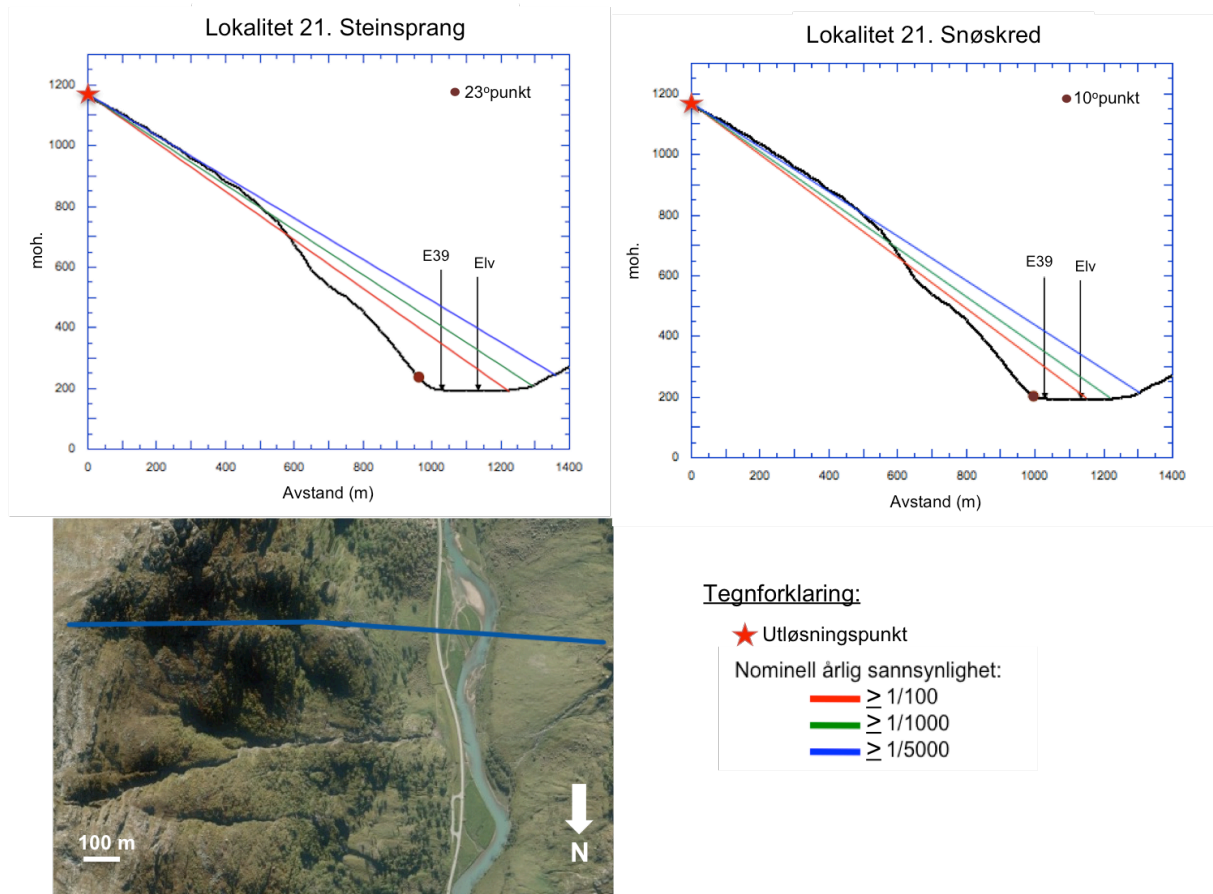 Lokalitet 21. Steinsprang
23ºpunkt
E39
Elv
moh.
1200
1000
800
600
400
200
0
0 200 400 600 800 1000 1200 1400
Avstand (m)
Lokalitet 21. Snøskred
10ºpunkt
E39
Elv
moh.
1200
1000
800
600
400
200
0
0 200 400 600 800 1000 1200 1400
Avstand (m)
100 m
N
Tegnforklaring:
Utløsningspunkt
Nominell årlig sannsynlighet:
≥ 1/100
≥ 1/1000
≥ 1/5000